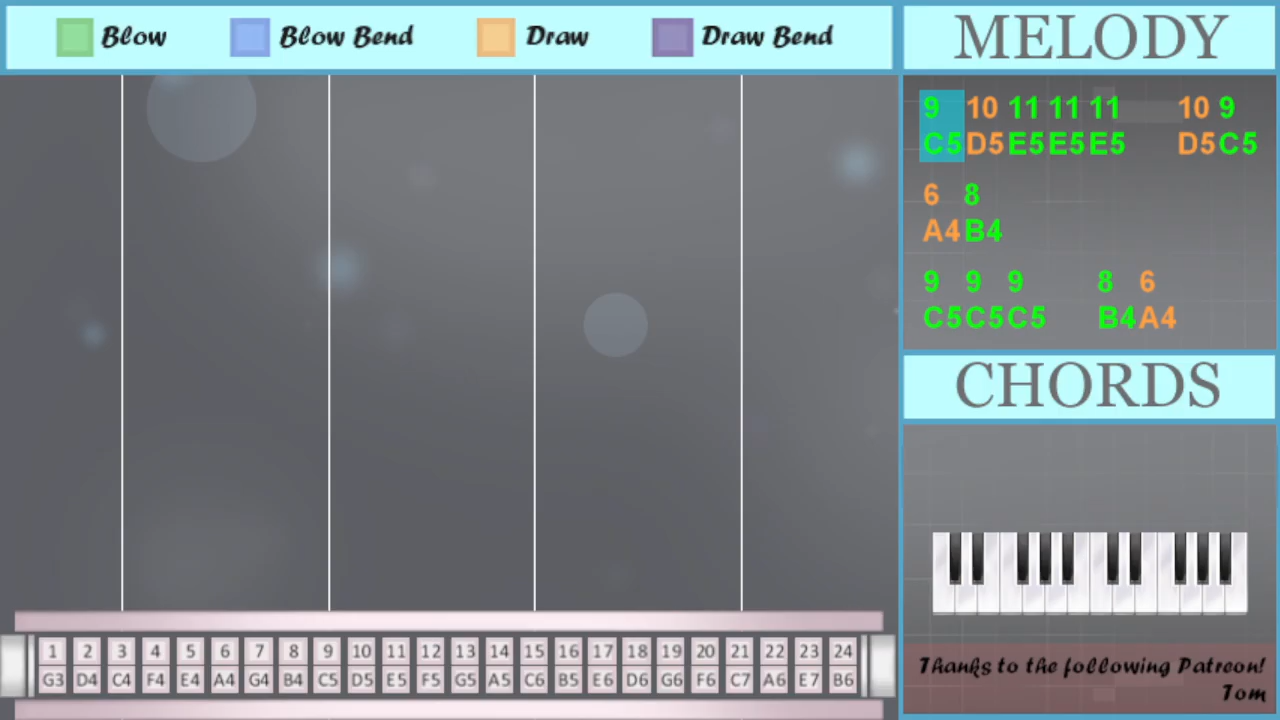 Blow Blow Bend Draw Draw Bend
MELODY
9 10 11 11 11 10 9
C5 D5 E5 E5 E5 D5 C5
6 8
A4 B4
9 9 9 8 6
C5 C5 C5 B4 A4
CHORDS
1 2 3 4 5 6 7 8 9 10 11 12 13 14 15 16 17 18 19 20 21 22 23 24
G3 D4 C4 F4 E4 A4 G4 B4 C5 D5 E5 F5 G5 A5 C6 B5 E6 D6 G6 F6 C7 A6 E7 B6
Thanks to the following Patreon!
Tom